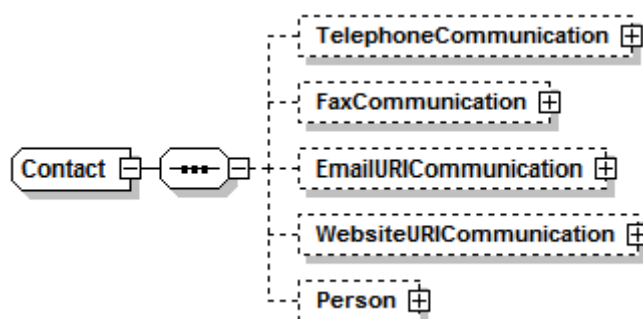 TelephoneCommunication
FaxCommunication
Contact
EmailURICommunication
WebsiteURICommunication
Person